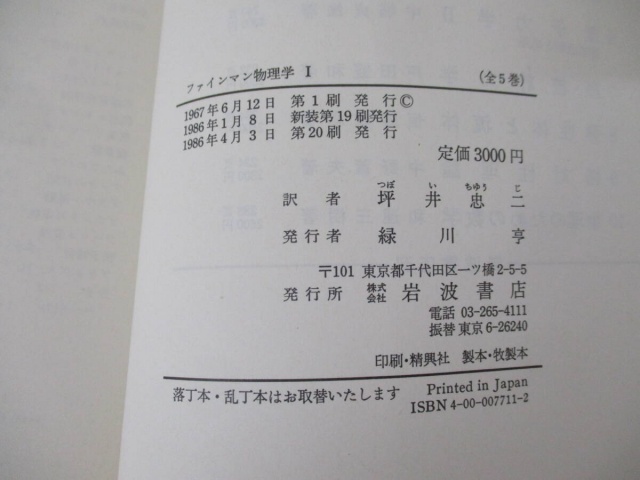 ファインマン物理学 I （全5巻）
1967年6月12日 第1刷 発行©
1986年1月8日 新装第19刷発行
1986年4月3日 第20刷 発行
定価3000円
つぼ い ちゅう じ
訳者 坪井忠二
発行者 緑川 亨
〒101 東京都千代田区一ツ橋2-5-5
発行所 株式会社 岩波書店
電話 03-265-4111
振替 東京6-26240
印刷・精興社 製本・牧製本
落丁本・乱丁本はお取替いたします Printed in Japan
ISBN4-00-007711-2